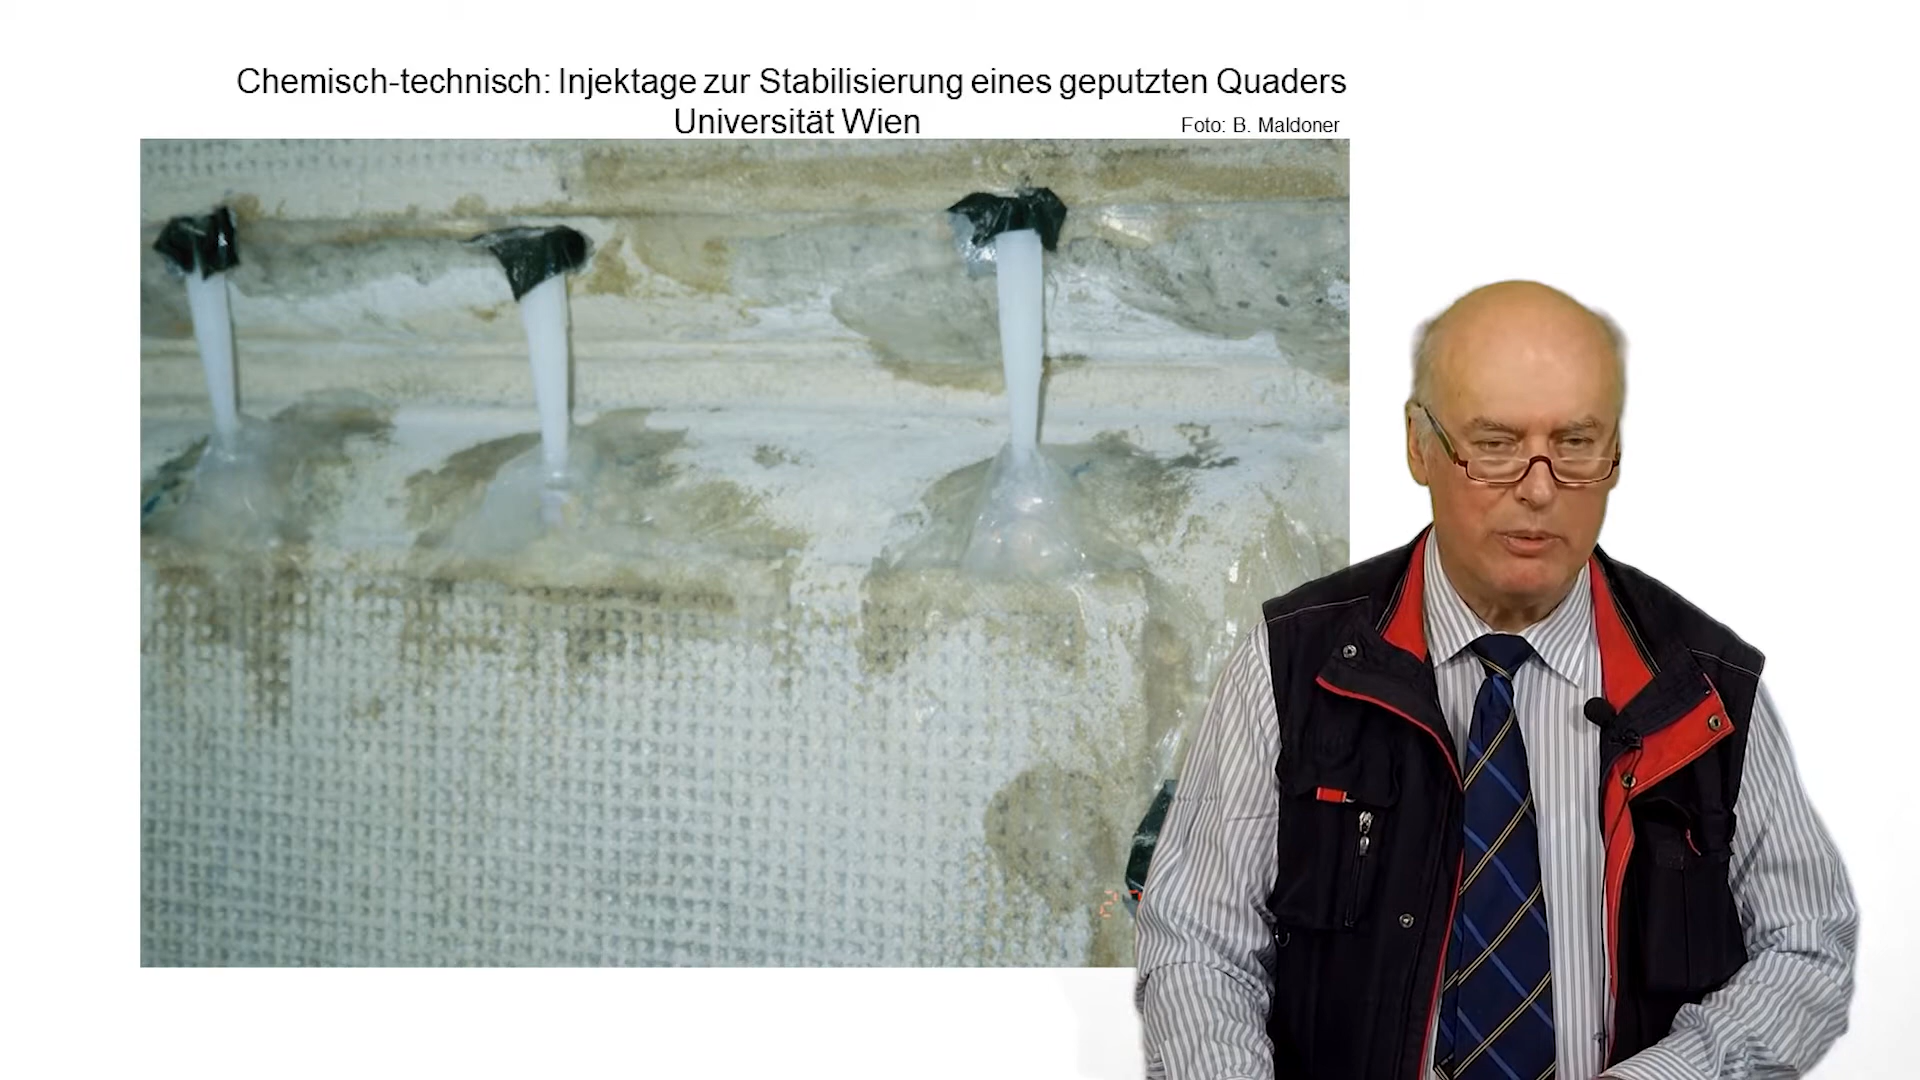 Chemisch-technisch: Injektage zur Stabilisierung eines geputzten Quaders
Universität Wien
Foto: B. Maldoner